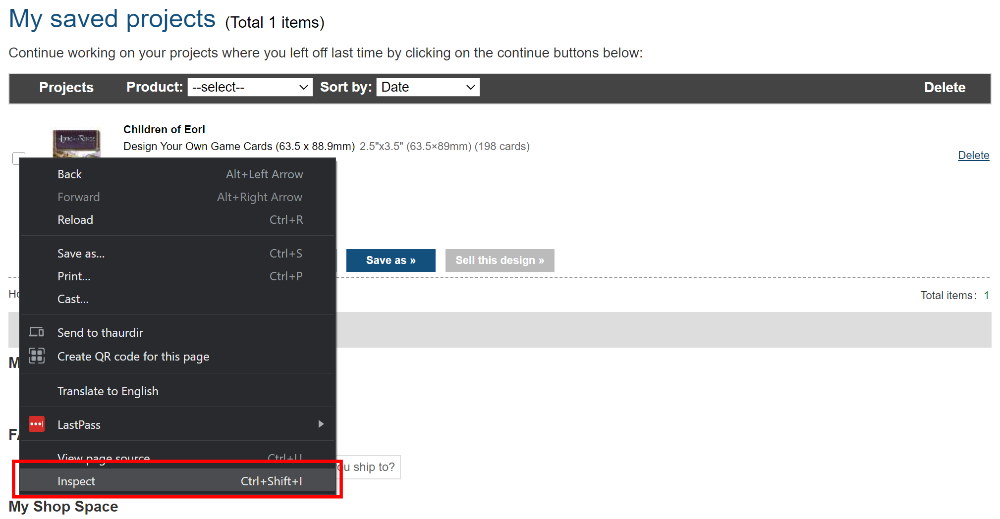 My saved projects (Total 1 items)
Continue working on your projects where you left off last time by clicking on the continue buttons below:
Projects Product: --select-- Sort by: Date Delete
Children of Eorl
Design Your Own Game Cards (63.5 x 88.9mm) 2.5"x3.5" (63.5×89mm) (198 cards)
Delete
Back Alt+Left Arrow
Forward Alt+Right Arrow
Reload Ctrl+R
Save as... Ctrl+S
Save as » Sell this design »
Print... Ctrl+P
Cast...
Total items: 1
Send to thaurdir
Create QR code for this page
Translate to English
LastPass
View page source Ctrl+U
ou ship to?
Inspect Ctrl+Shift+I
My Shop Space